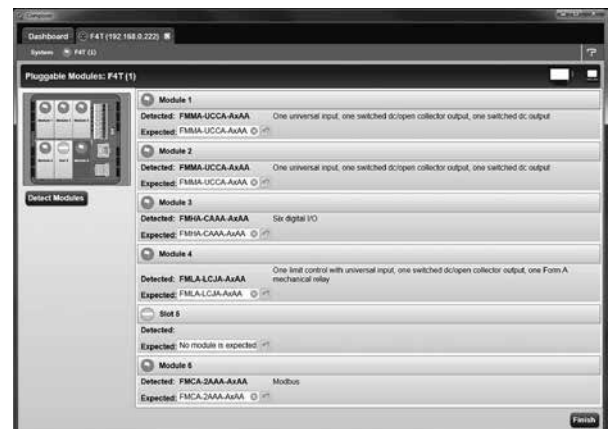 Composer
Dashboard F4T (192.168.0.222)
System F4T (1)
Pluggable Modules: F4T (1)
Detect Modules
Module 1
Detected: FMMA-UCCA-AxAA One universal input, one switched dc/open collector output, one switched dc output
Expected: FMMA-UCCA-AxAA
Module 2
Detected: FMMA-UCCA-AxAA One universal input, one switched dc/open collector output, one switched dc output
Expected: FMMA-UCCA-AxAA
Module 3
Detected: FMHA-CAAA-AxAA Six digital I/O
Expected: FMHA-CAAA-AxAA
Module 4
One limit control with universal input, one switched dc/open collector output, one Form A
Detected: FMLA-LCJA-AxAA mechanical relay
Expected: FMLA-LCJA-AxAA
Slot 5
Detected:
Expected: No module is expected
Module 6
Detected: FMCA-2AAA-AxAA Modbus
Expected: FMCA-2AAA-AxAA
Finish